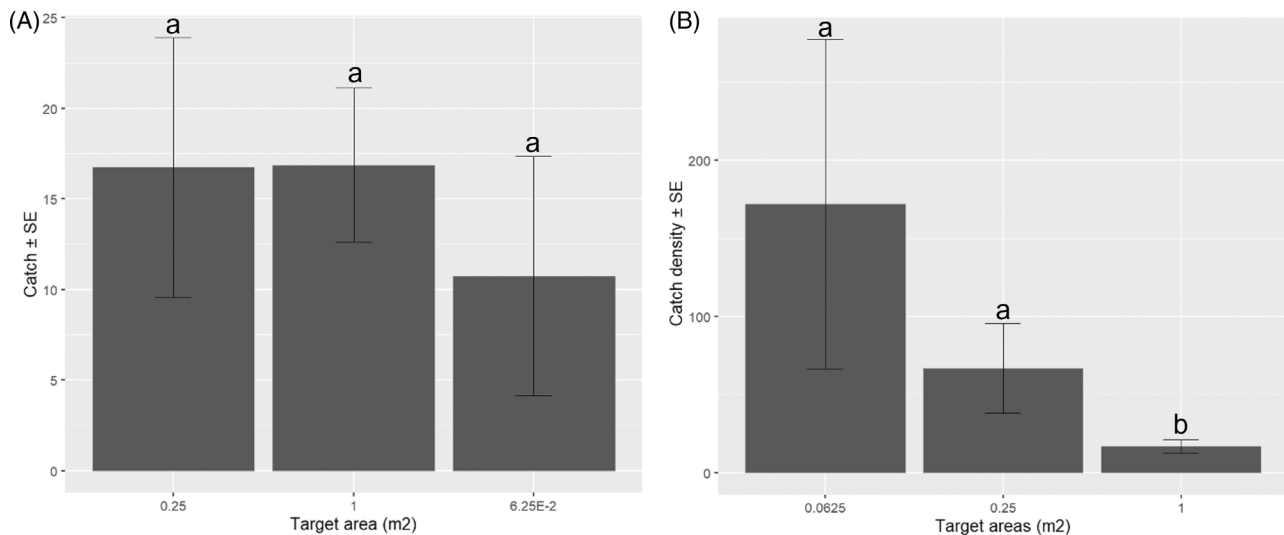 (A)
Catch ± SE
25
20
15
10
5
0
a
a
a
0.25
1
6.25E-2
Target area (m2)
(B)
Catch density ± SE
200
100
0
a
a
b
0.0625
0.25
1
Target areas (m2)